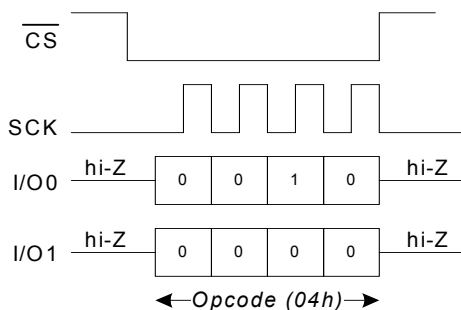 CS
SCK
I/O0 hi-Z 0 0 1 0 hi-Z
I/O1 hi-Z 0 0 0 0 hi-Z
Opcode (04h)